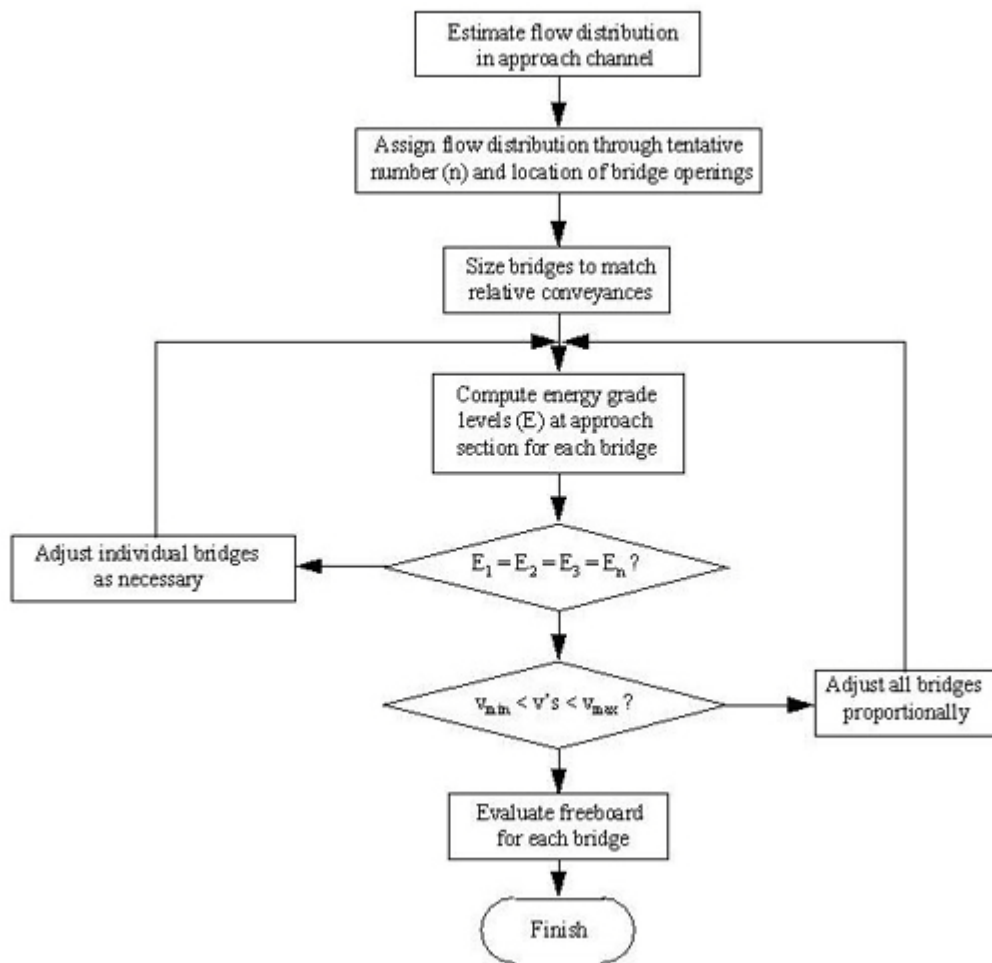 Estimate flow distribution
in approach channel
Assign flow distribution through tentative
number (n) and location of bridge openings
Size bridges to match
relative conveyances
Compute energy grade
levels (E) at approach
section for each bridge
Adjust individual bridges
as necessary
E₁ = E₂ = E₃ = Eₙ ?
v_min < v's < v_max ?
Adjust all bridges
proportionally
Evaluate freeboard
for each bridge
Finish